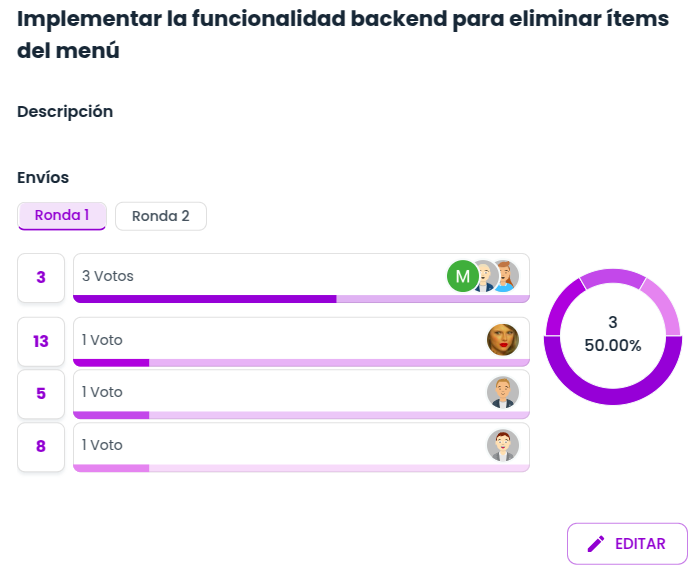 Implementar la funcionalidad backend para eliminar ítems
del menú
Descripción
Envíos
Ronda 1
Ronda 2
3
3 Votos
M
13
1 Voto
5
1 Voto
8
1 Voto
3
50.00%
EDITAR